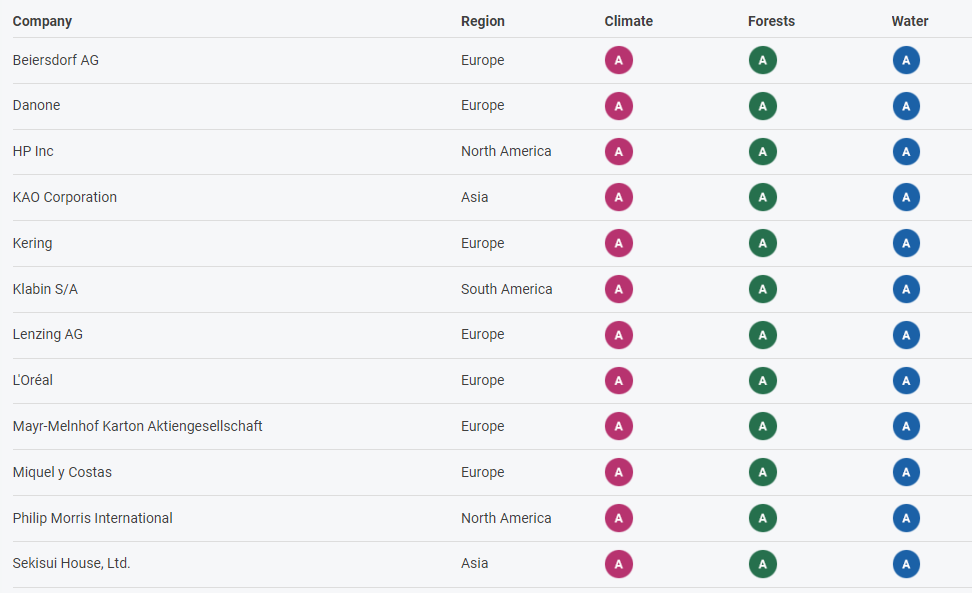 Company Region Climate Forests Water
Beiersdorf AG Europe A A A
Danone Europe A A A
HP Inc North America A A A
KAO Corporation Asia A A A
Kering Europe A A A
Klabin S/A South America A A A
Lenzing AG Europe A A A
L'Oréal Europe A A A
Mayr-Melnhof Karton Aktiengesellschaft Europe A A A
Miquel y Costas Europe A A A
Philip Morris International North America A A A
Sekisui House, Ltd. Asia A A A